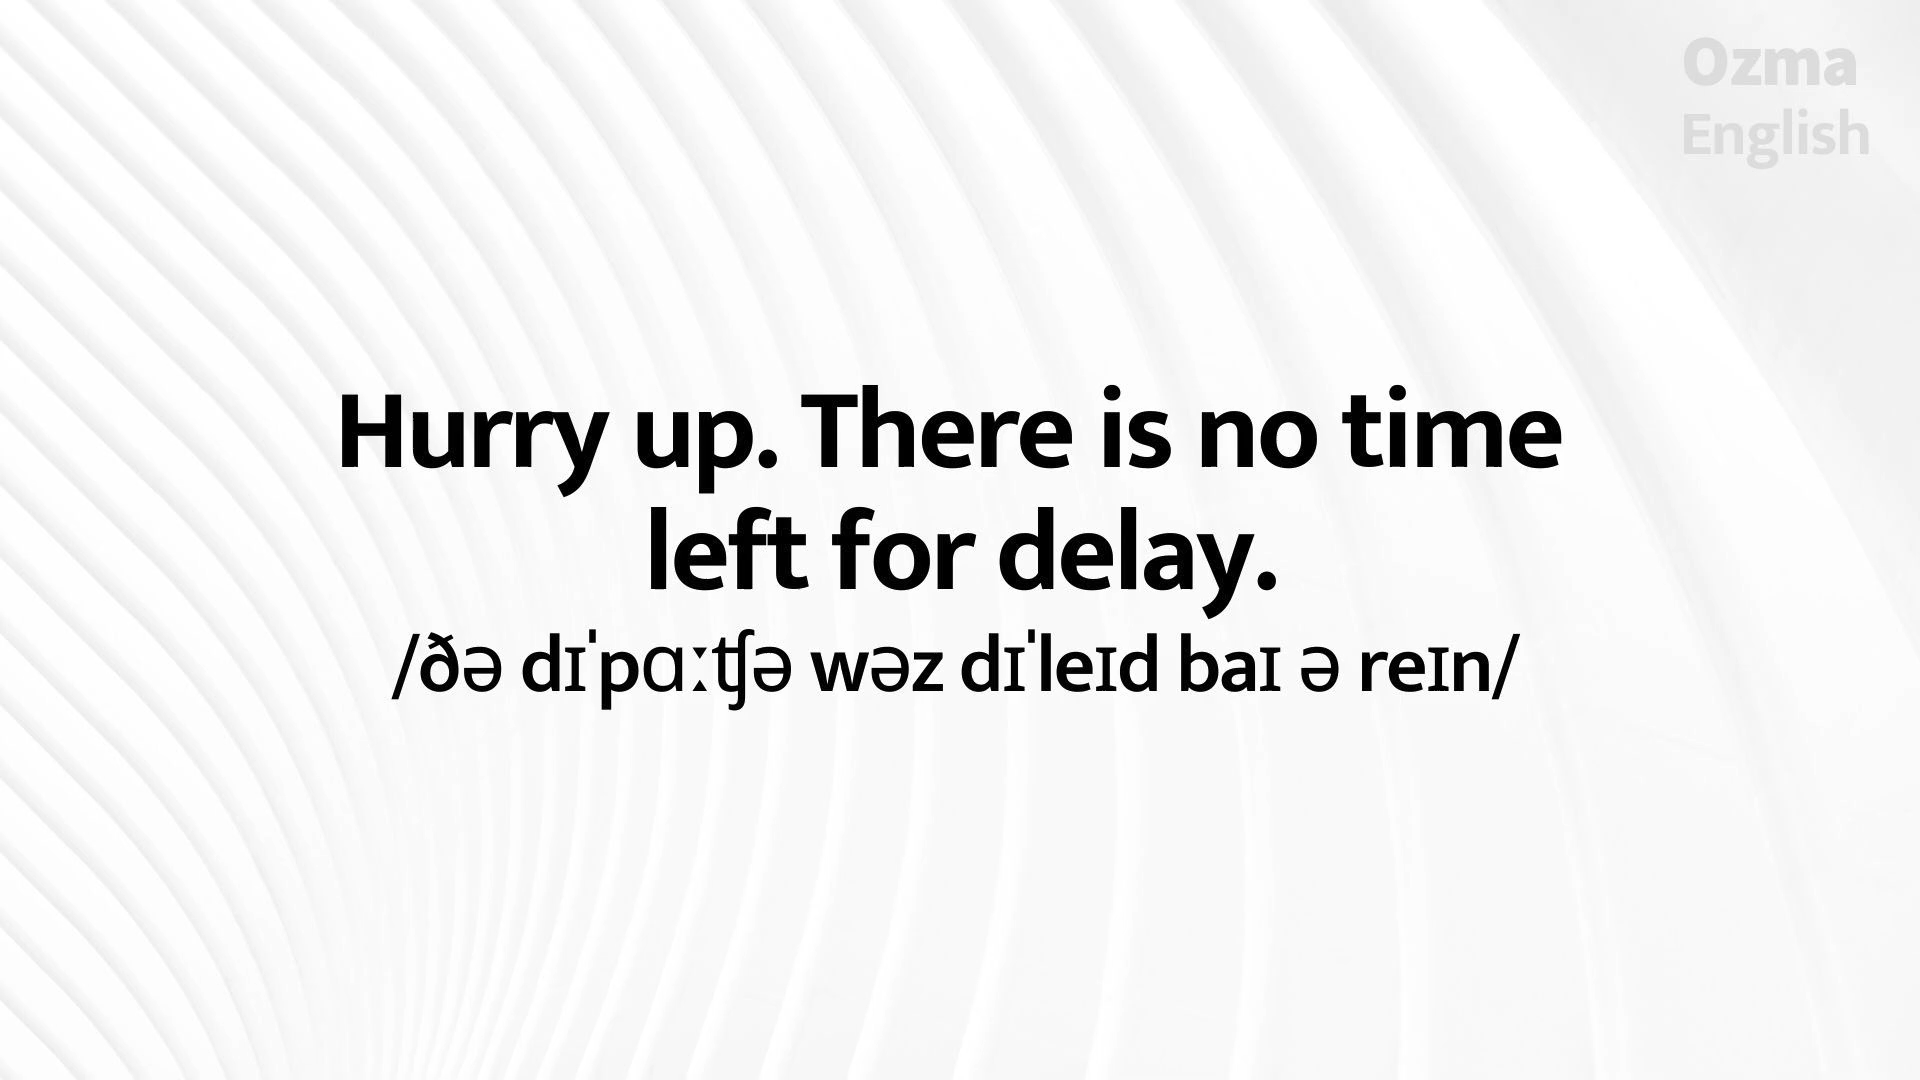 Ozma
English
Hurry up. There is no time
left for delay.
/ðə dɪˈpɑːʧə wəz dɪˈleɪd baɪ ə reɪn/